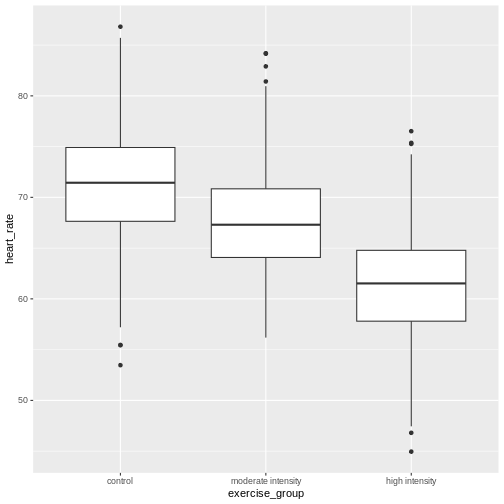 heart_rate
80
70
60
50
control
moderate intensity
high intensity
exercise_group